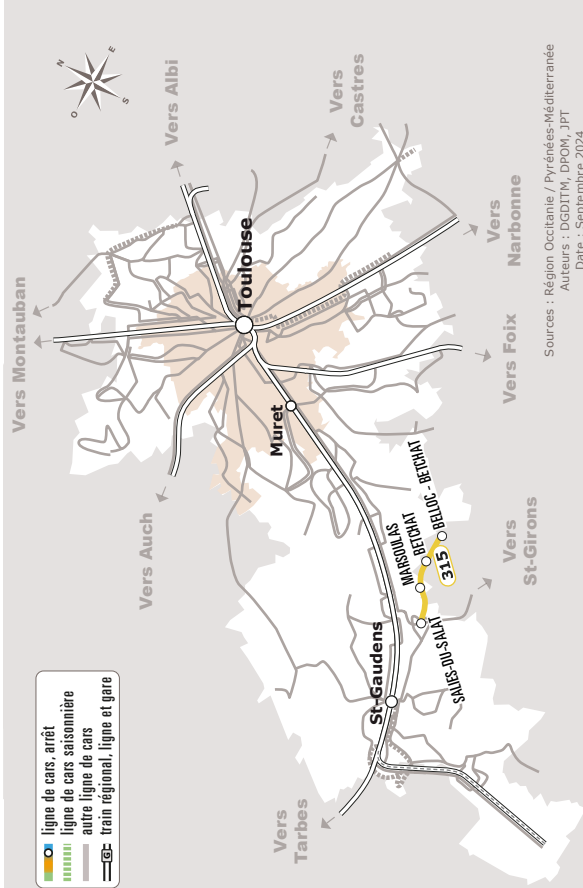 N
E
S
O
Vers Albi
Vers
Castres
Vers Montauban
Toulouse
Vers
Narbonne
Vers Foix
Muret
Vers Auch
MARSOULAS
BETCHAT
BELLOC - BETCHAT
315
SALIES-DU-SALAT
Vers
St-Girons
St-Gaudens
Vers
Tarbes
ligne de cars, arrêt
ligne de cars saisonnière
autre ligne de cars
G
train régional, ligne et gare
Sources : Région Occitanie / Pyrénées-Méditerranée
Auteurs : DGDITM, DPOM, JPT
Date : Septembre 2024